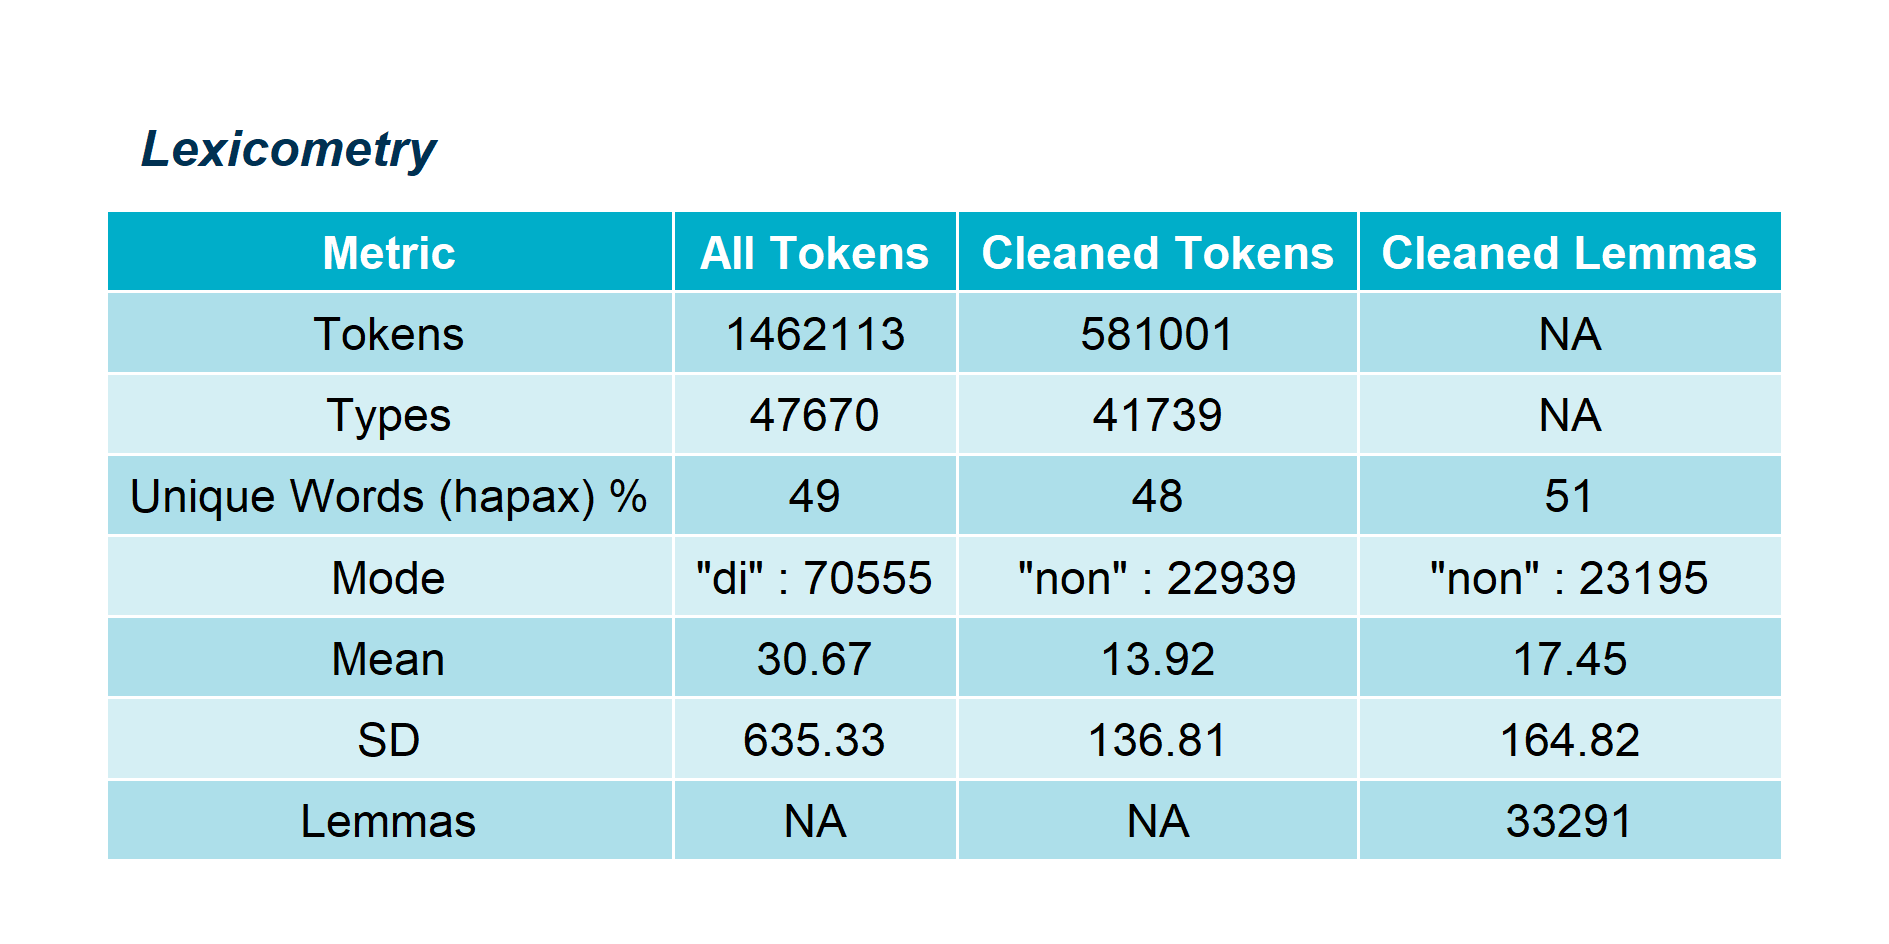 Lexicometry
Metric All Tokens Cleaned Tokens Cleaned Lemmas
Tokens 1462113 581001 NA
Types 47670 41739 NA
Unique Words (hapax) % 49 48 51
Mode "di" : 70555 "non" : 22939 "non" : 23195
Mean 30.67 13.92 17.45
SD 635.33 136.81 164.82
Lemmas NA NA 33291